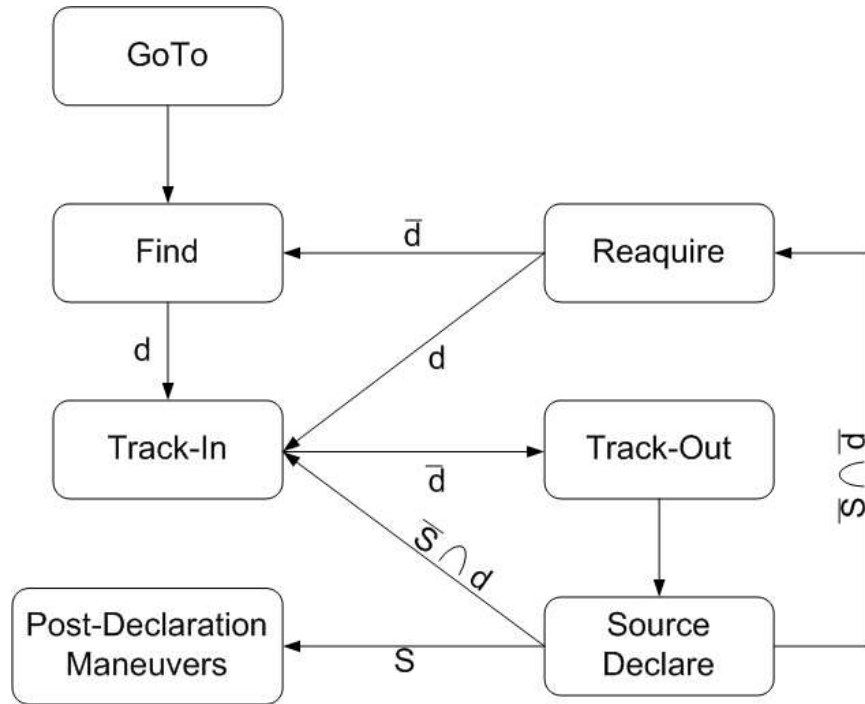 GoTo
Find
d̅
Reaquire
d
d
Track-In
d̅
Track-Out
S̅ ∩ d̅
S̅ ∩ d
Post-Declaration
Maneuvers
S
Source
Declare